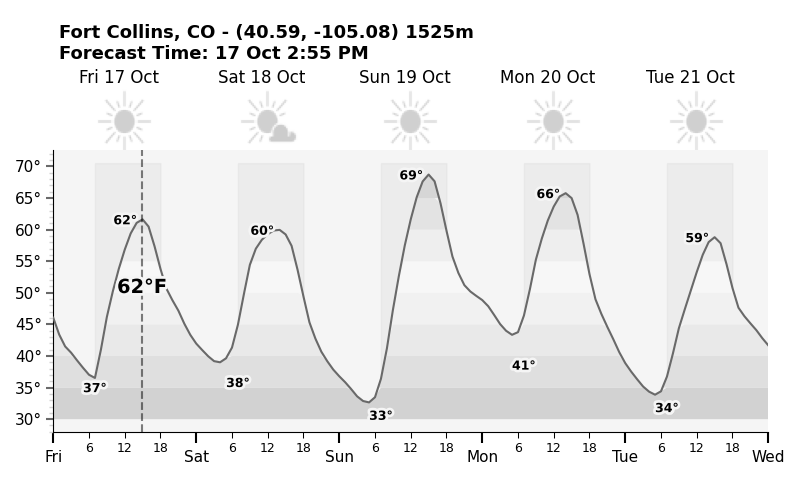 Fort Collins, CO - (40.59, -105.08) 1525m
Forecast Time: 17 Oct 2:55 PM
Fri 17 Oct Sat 18 Oct Sun 19 Oct Mon 20 Oct Tue 21 Oct
70°
65°
60°
55°
50°
45°
40°
35°
30°
62° 60° 69° 66° 59°
62°F
37° 38° 33° 41° 34°
6 12 18 6 12 18 6 12 18 6 12 18 6 12 18
Fri Sat Sun Mon Tue Wed